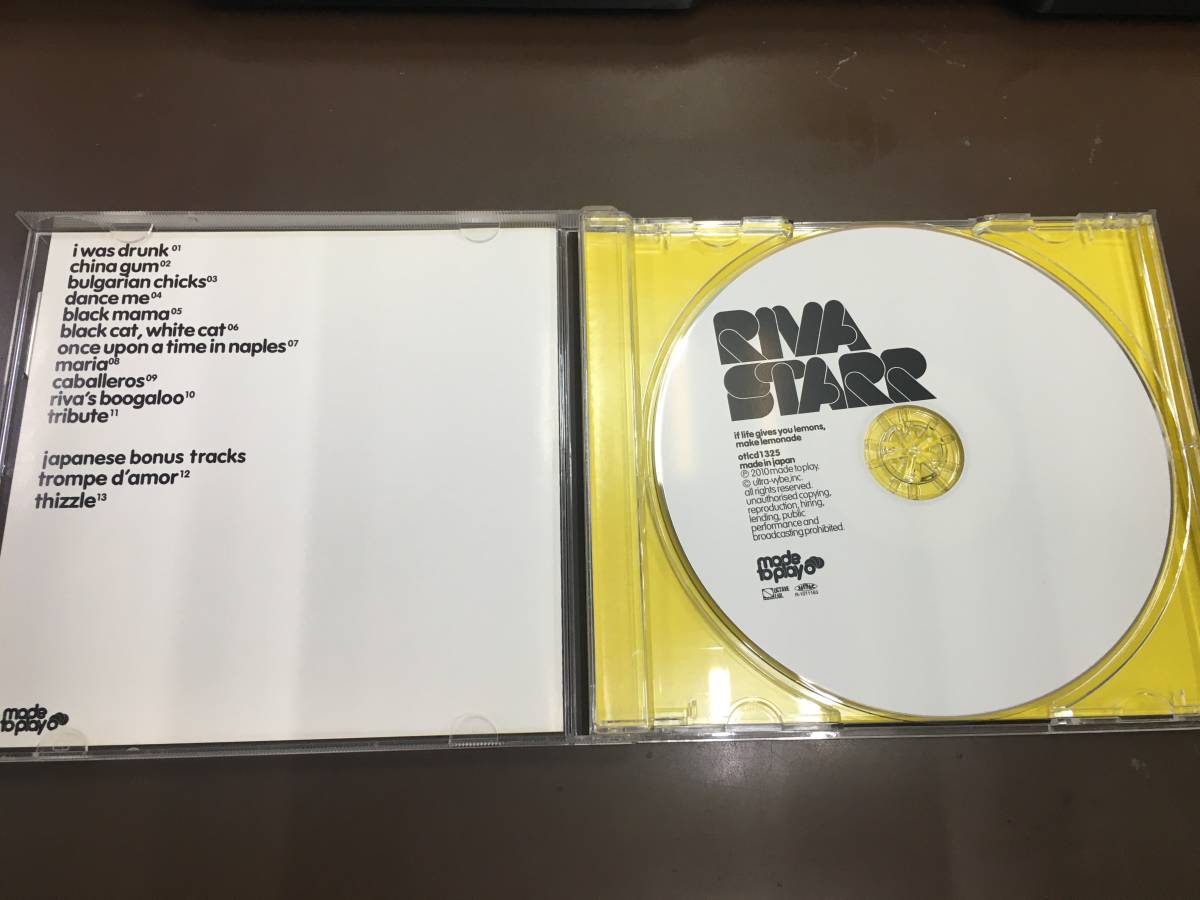 i was drunk 01
china gum 02
bulgarian chicks 03
dance me 04
black mama 05
black cat, white cat 06
once upon a time in naples 07
maria 08
caballeros 09
riva's boogaloo 10
tribute 11
japanese bonus tracks
trompe d'amor 12
thizzle 13
made
to play
RIVA
STARR
if life gives you lemons,
make lemonade
otlcd1325
made in japan
℗ 2010 made to play.
© ultra-vybe, inc.
all rights reserved.
unauthorised copying,
reproduction, hiring,
lending, public
performance and
broadcasting prohibited.
made
to play
OCTAVE
LAB.